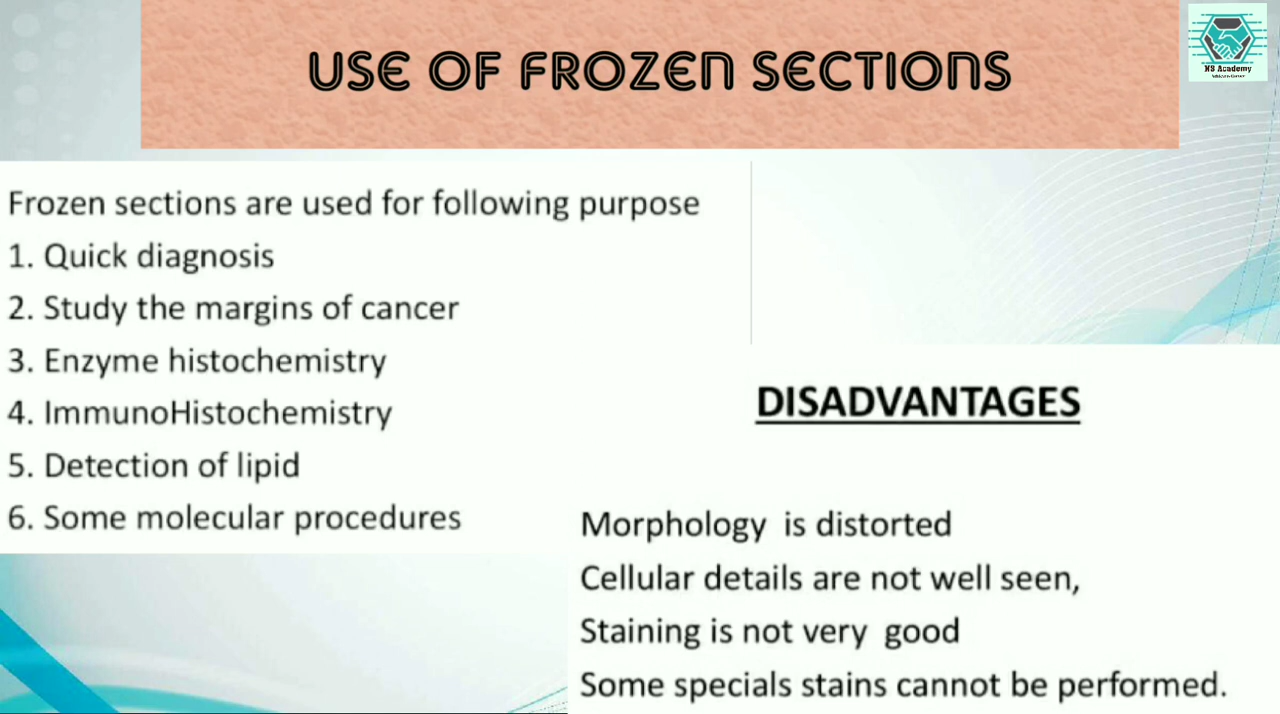 USE OF FROZEN SECTIONS
NS Academy
Frozen sections are used for following purpose
1. Quick diagnosis
2. Study the margins of cancer
3. Enzyme histochemistry
4. ImmunoHistochemistry
5. Detection of lipid
6. Some molecular procedures
DISADVANTAGES
Morphology is distorted
Cellular details are not well seen,
Staining is not very good
Some specials stains cannot be performed.